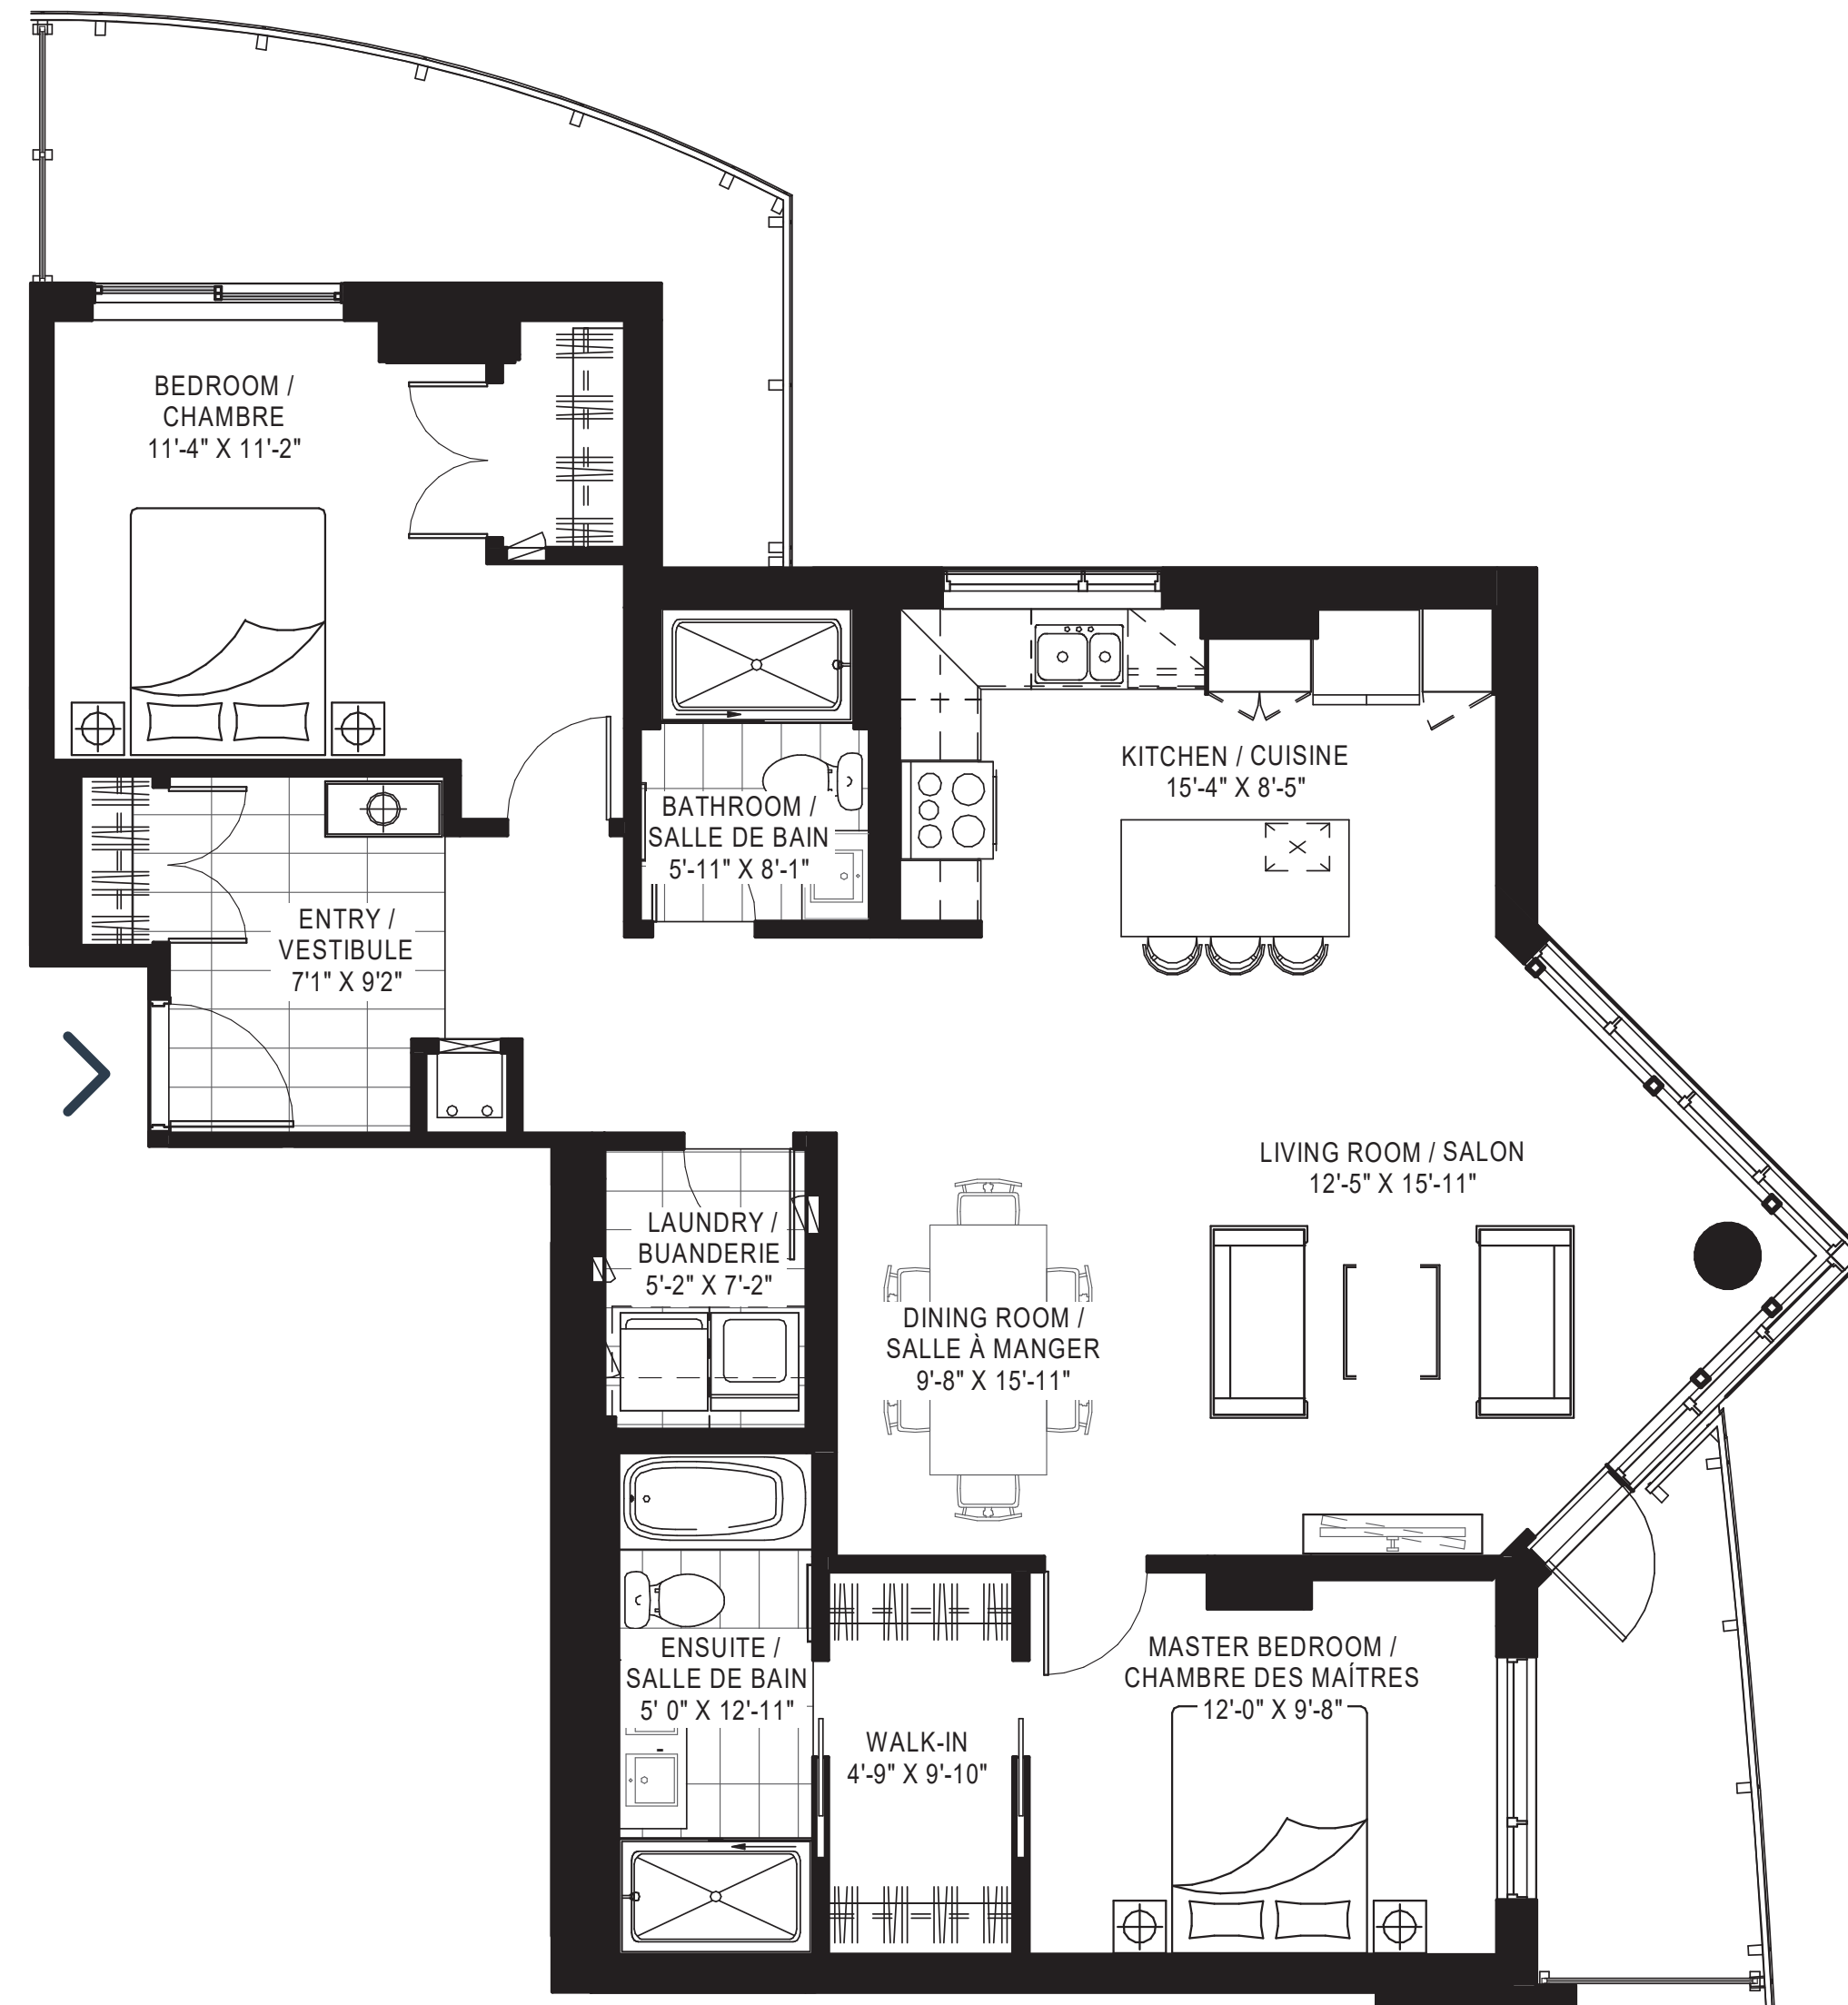 BEDROOM /
CHAMBRE
11'-4" X 11'-2"
KITCHEN / CUISINE
15'-4" X 8'-5"
BATHROOM /
SALLE DE BAIN
5'-11" X 8'-1"
ENTRY /
VESTIBULE
7'1" X 9'2"
LIVING ROOM / SALON
12'-5" X 15'-11"
LAUNDRY /
BUANDERIE
5'-2" X 7'-2"
DINING ROOM /
SALLE À MANGER
9'-8" X 15'-11"
ENSUITE /
SALLE DE BAIN
5' 0" X 12'-11"
MASTER BEDROOM /
CHAMBRE DES MAÍTRES
12'-0" X 9'-8"
WALK-IN
4'-9" X 9'-10"